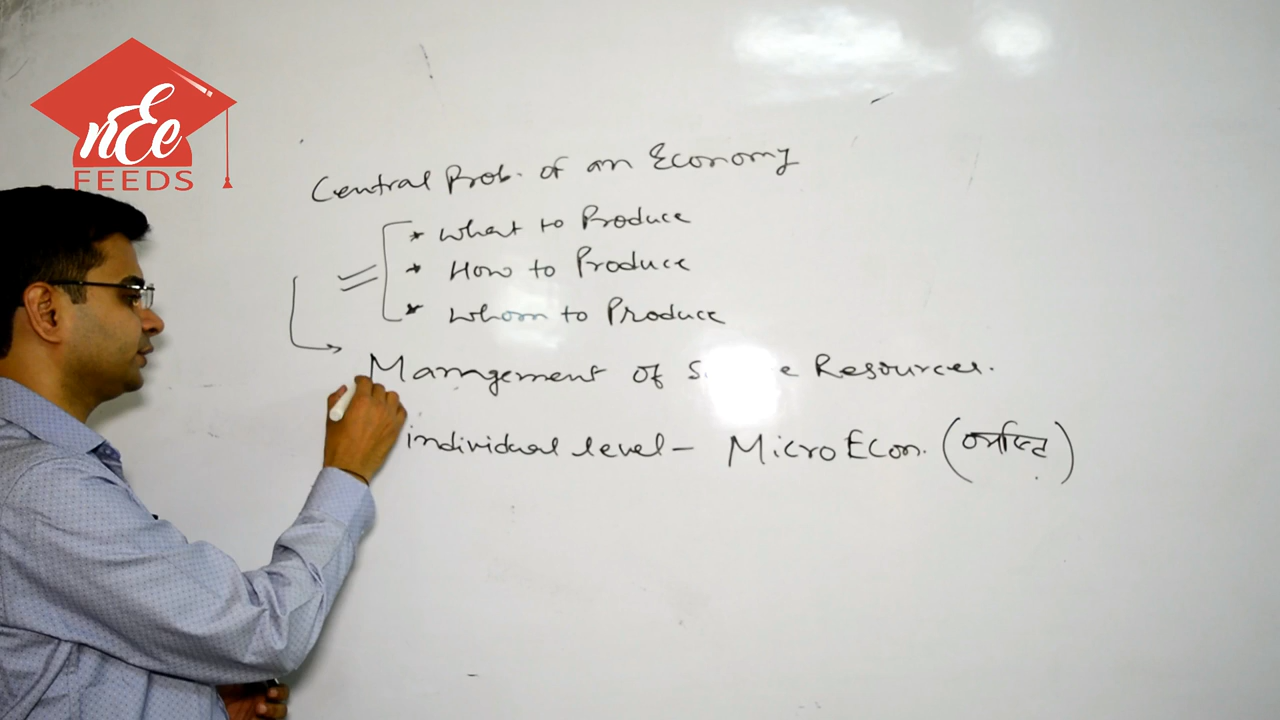 nEe
FEEDS
Central Prob. of an Economy
* What to Produce
* How to Produce
* Whom to Produce
Management of Resources.
individual level - Micro Econ. (व्यष्टि)